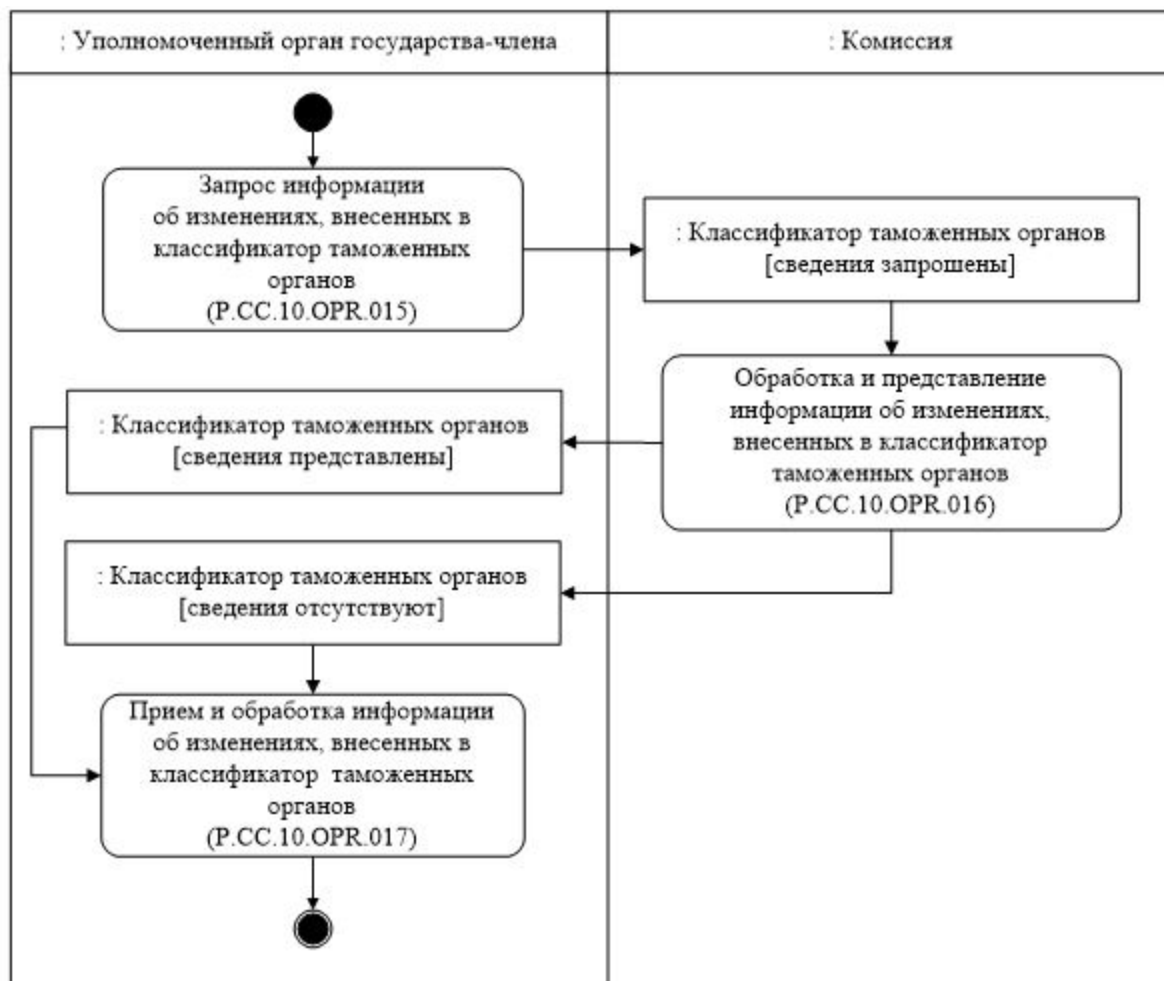 : Уполномоченный орган государства-члена
: Комиссия
Запрос информации
об изменениях, внесенных в
классификатор таможенных
органов
(P.CC.10.OPR.015)
: Классификатор таможенных органов
[сведения запрошены]
Обработка и представление
информации об изменениях,
внесенных в классификатор
таможенных органов
(P.CC.10.OPR.016)
: Классификатор таможенных органов
[сведения представлены]
: Классификатор таможенных органов
[сведения отсутствуют]
Прием и обработка информации
об изменениях, внесенных в
классификатор таможенных
органов
(P.CC.10.OPR.017)